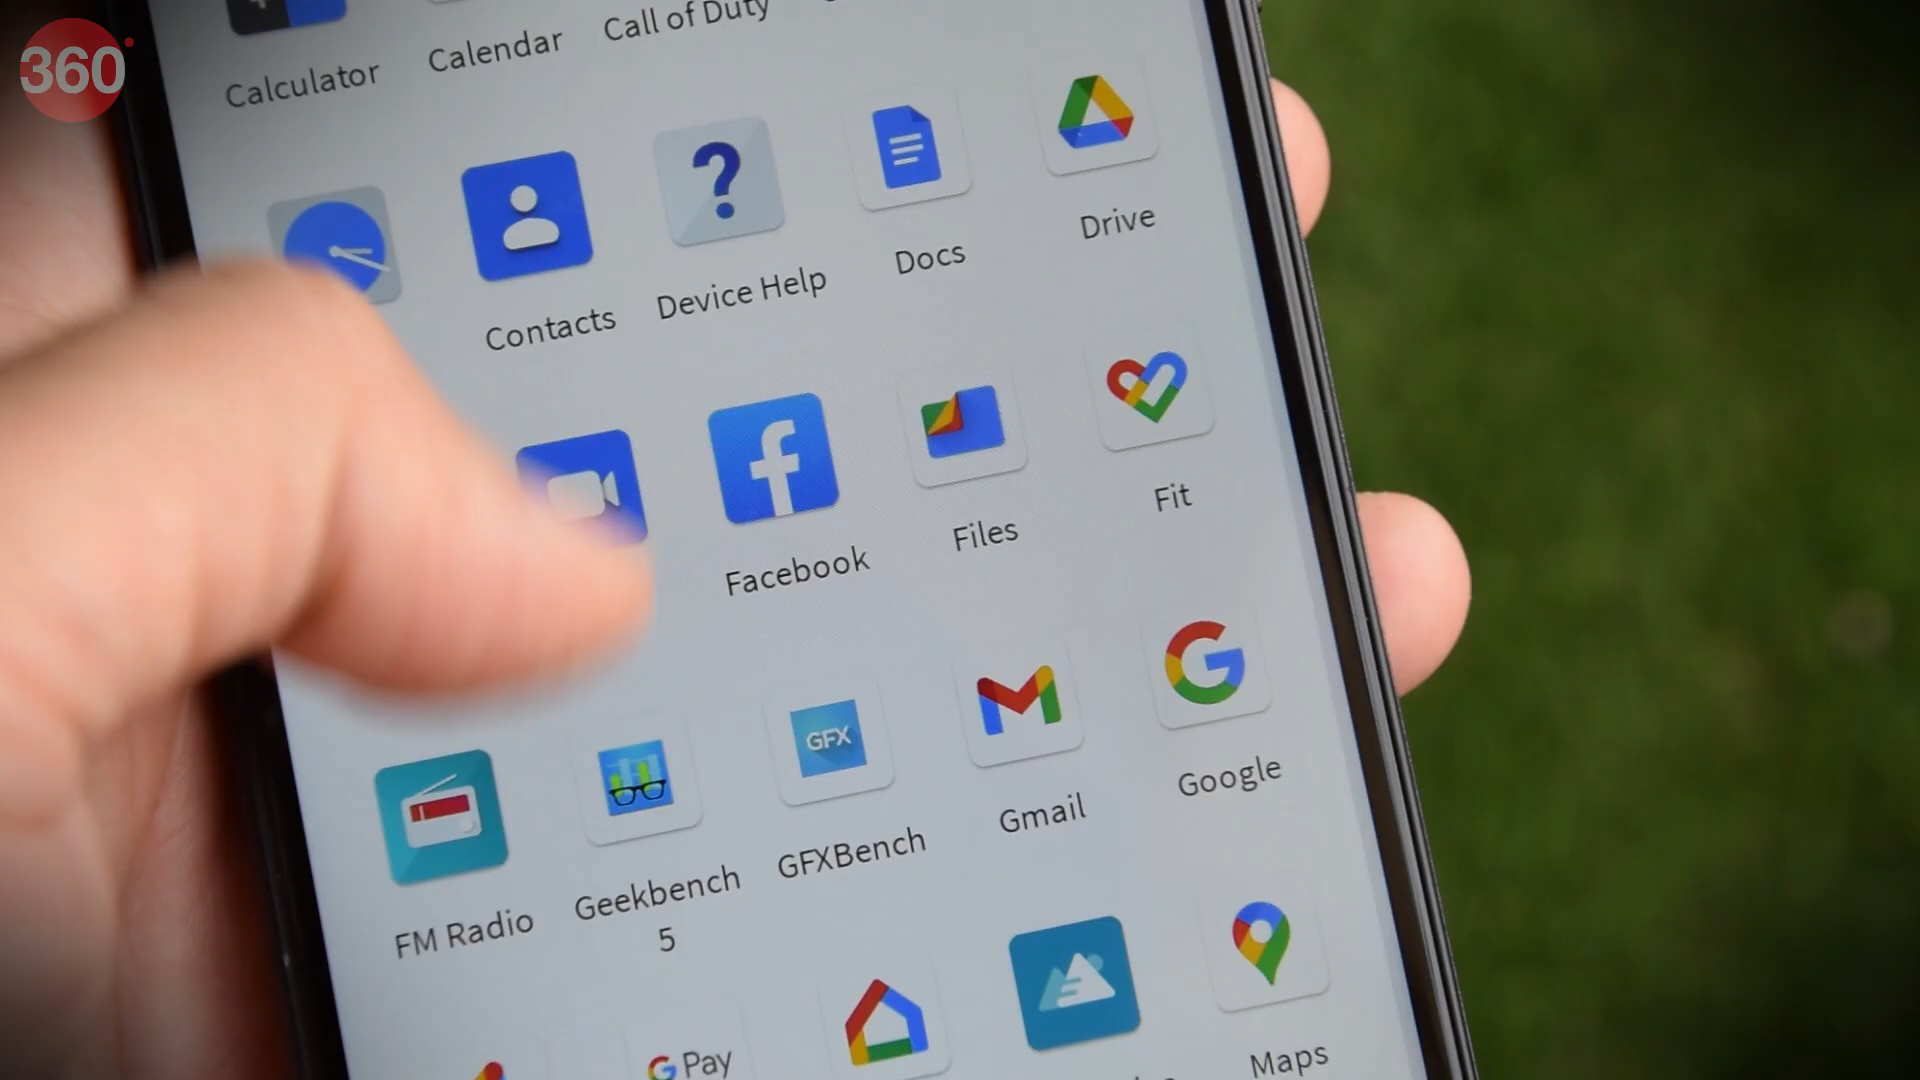 360
Calculator
Calendar
Call of Duty
Contacts
Device Help
Docs
Drive
Facebook
Files
Fit
FM Radio
Geekbench
5
GFX
GFXBench
Gmail
Google
G Pay
Maps